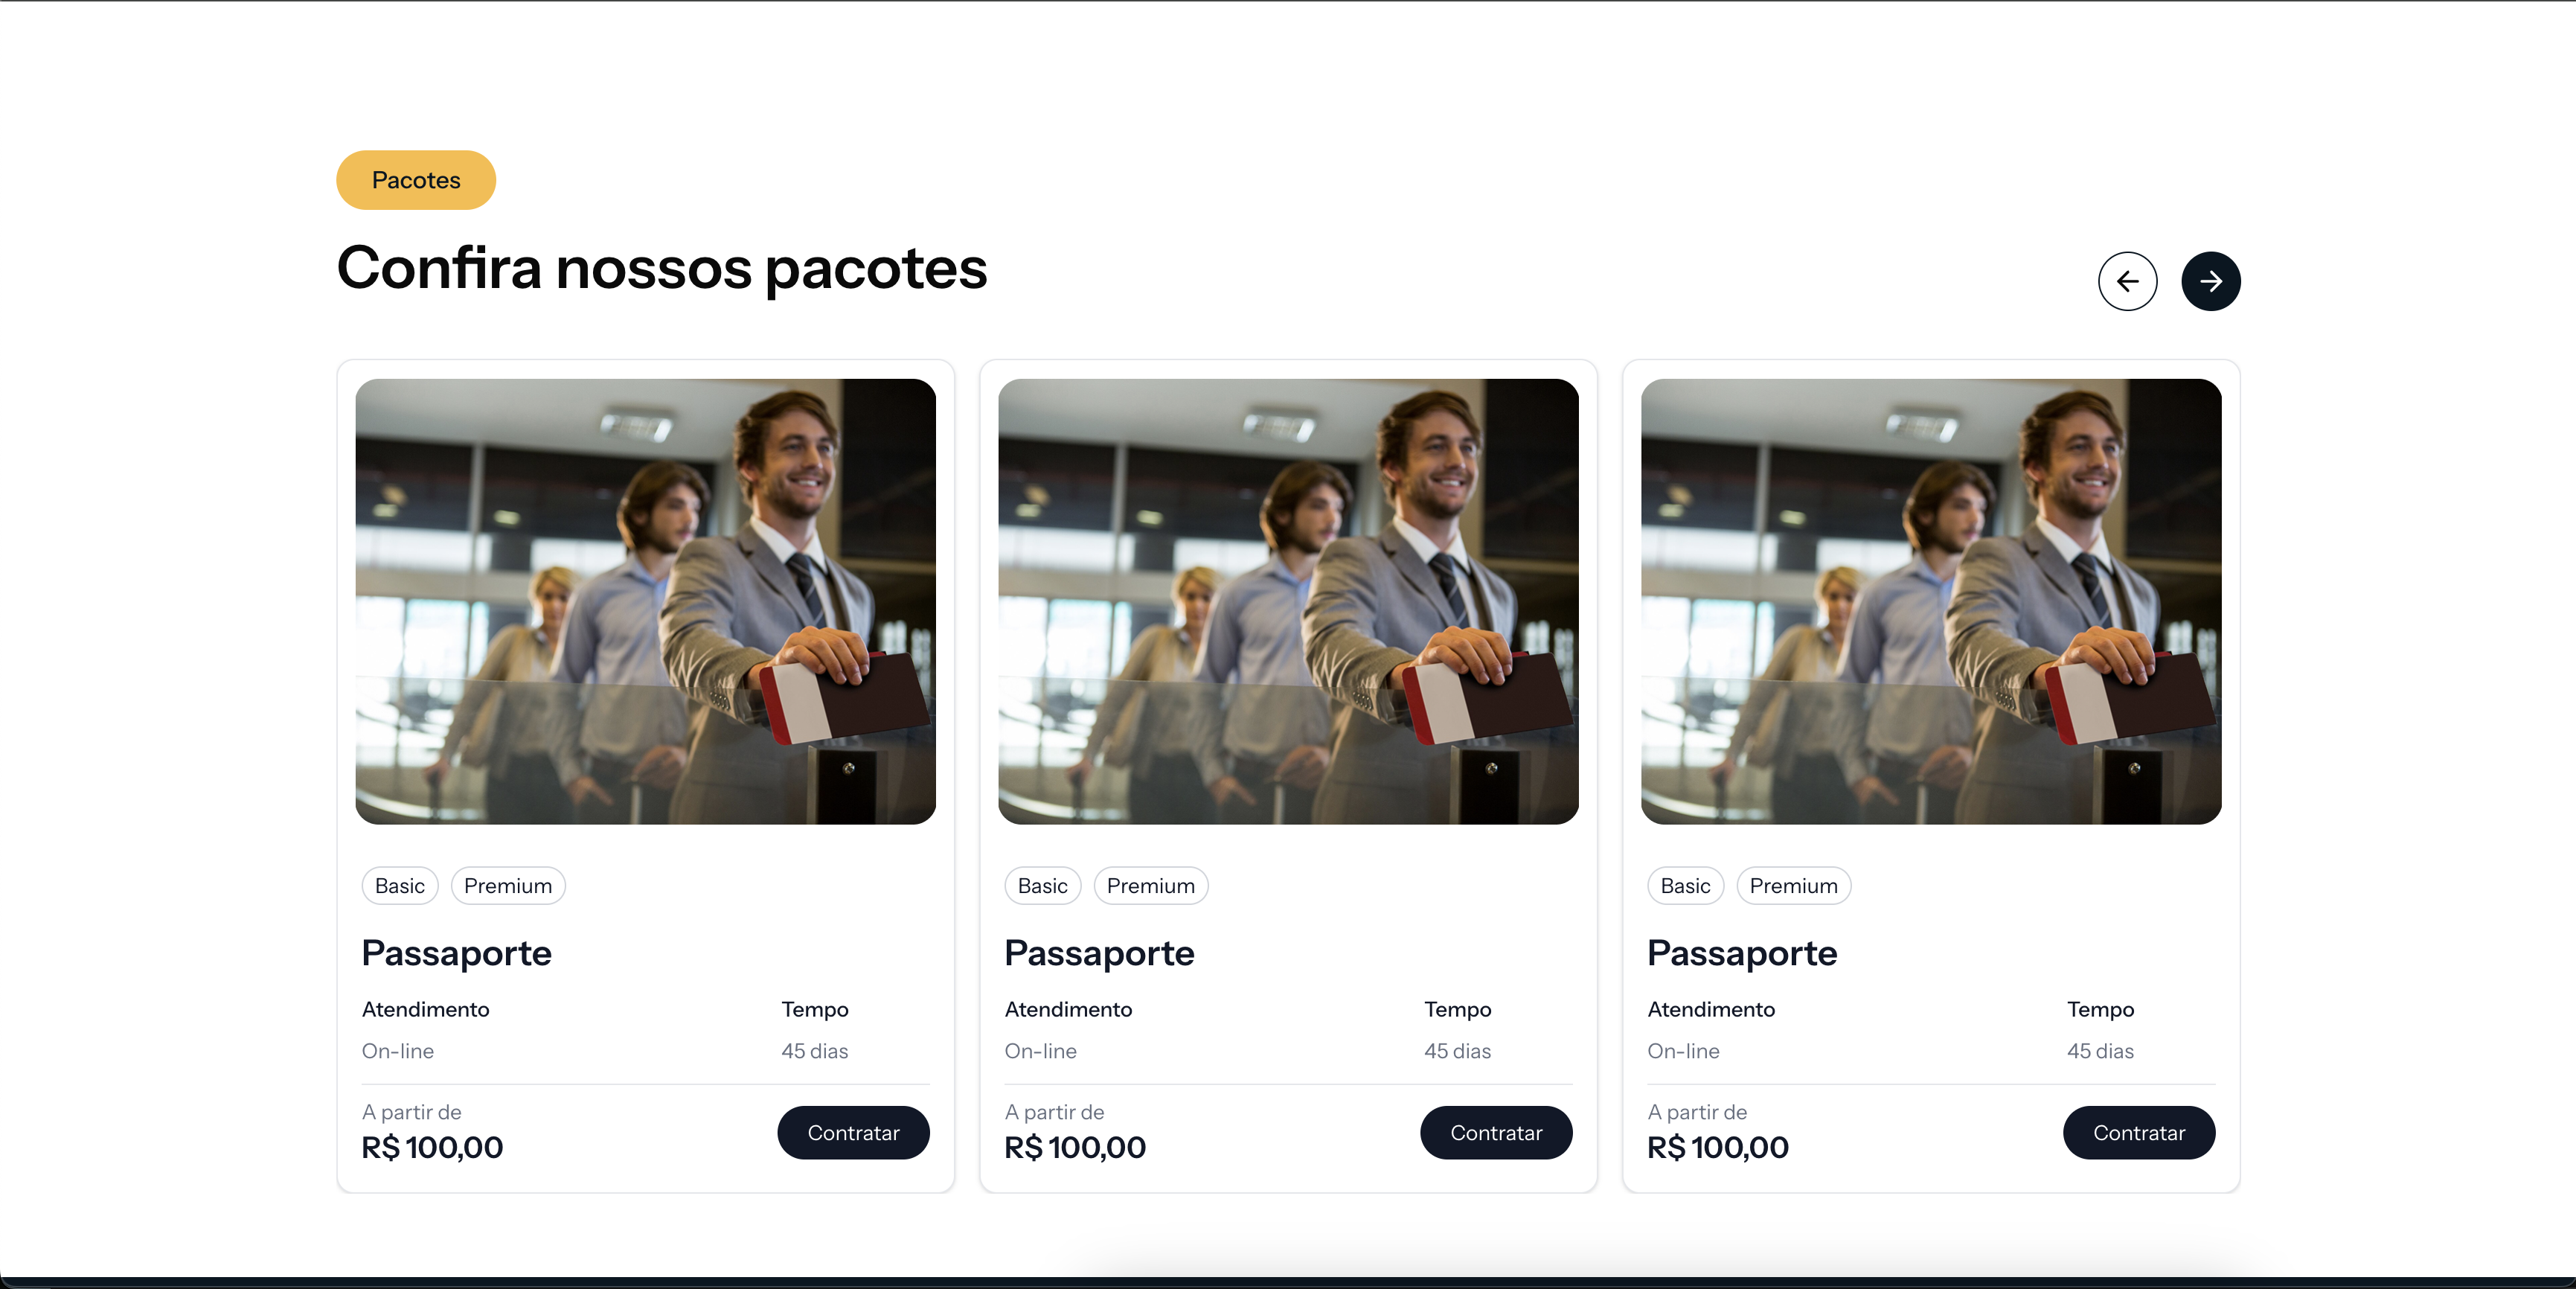 Pacotes
Confira nossos pacotes
Basic Premium
Passaporte
Atendimento Tempo
On-line 45 dias
A partir de
R$ 100,00
Contratar
Basic Premium
Passaporte
Atendimento Tempo
On-line 45 dias
A partir de
R$ 100,00
Contratar
Basic Premium
Passaporte
Atendimento Tempo
On-line 45 dias
A partir de
R$ 100,00
Contratar